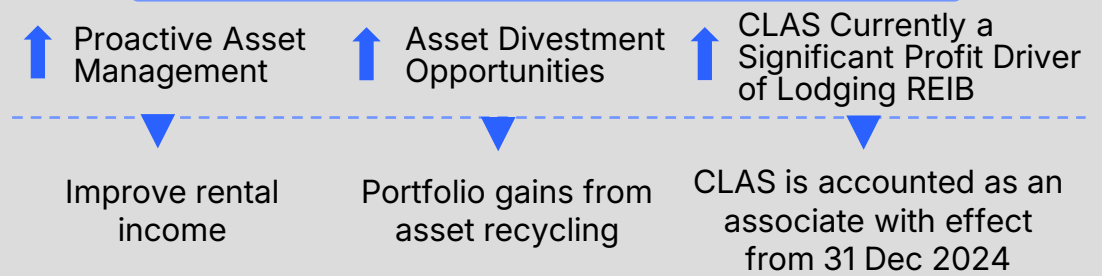 Proactive Asset
Management
Asset Divestment
Opportunities
CLAS Currently a
Significant Profit Driver
of Lodging REIB
Improve rental
income
Portfolio gains from
asset recycling
CLAS is accounted as an
associate with effect
from 31 Dec 2024